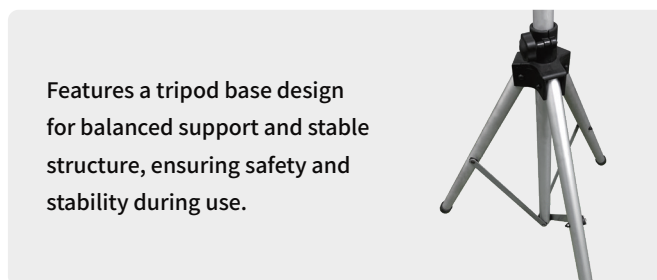 Features a tripod base design
for balanced support and stable
structure, ensuring safety and
stability during use.